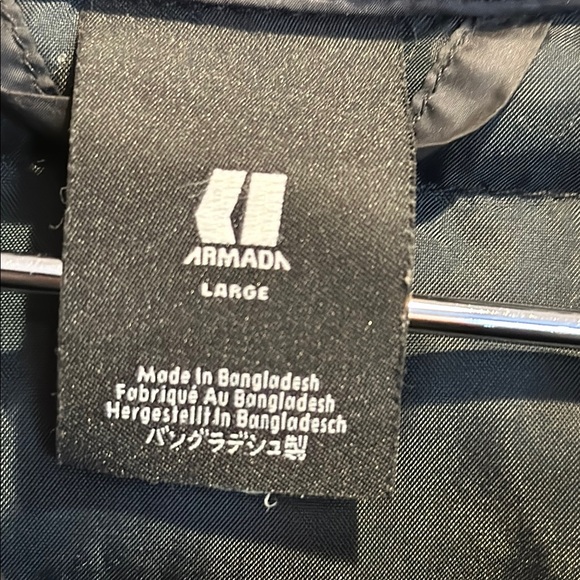 ARMADA
LARGE
Made In Bangladesh
Fabriqué Au Bangladesh
Hergestellt In Bangladesch
バングラデシュ製